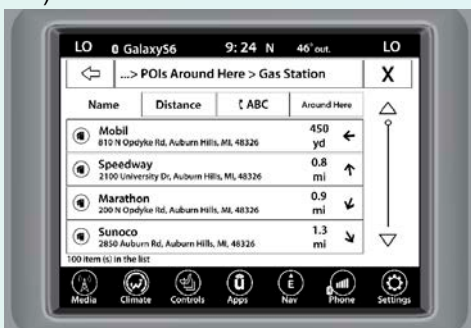 LO GalaxyS6 9:24 N 46° out. LO
...> POIs Around Here > Gas Station X
Name Distance ABC Around Here
Mobil 450
810 N Opdyke Rd, Auburn Hills, MI, 48326 yd
Speedway 0.8
2100 University Dr, Auburn Hills, MI, 48326 mi
Marathon 0.9
200 N Opdyke Rd, Auburn Hills, MI, 48326 mi
Sunoco 1.3
2850 Auburn Rd, Auburn Hills, MI, 48326 mi
100 item(s) in the list
Media Climate Controls Apps Nav Phone Settings